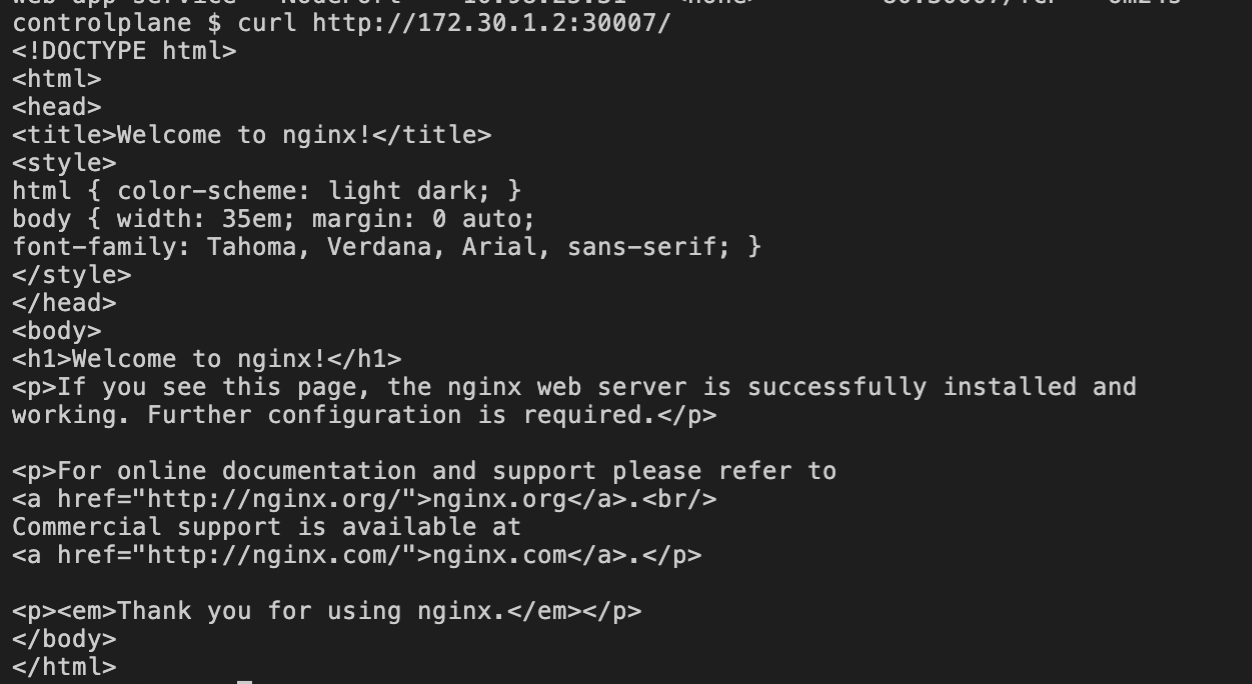 controlplane $ curl http://172.30.1.2:30007/
<!DOCTYPE html>
<html>
<head>
<title>Welcome to nginx!</title>
<style>
html { color-scheme: light dark; }
body { width: 35em; margin: 0 auto;
font-family: Tahoma, Verdana, Arial, sans-serif; }
</style>
</head>
<body>
<h1>Welcome to nginx!</h1>
<p>If you see this page, the nginx web server is successfully installed and
working. Further configuration is required.</p>

<p>For online documentation and support please refer to
<a href="http://nginx.org/">nginx.org</a>.<br/>
Commercial support is available at
<a href="http://nginx.com/">nginx.com</a>.</p>

<p><em>Thank you for using nginx.</em></p>
</body>
</html>